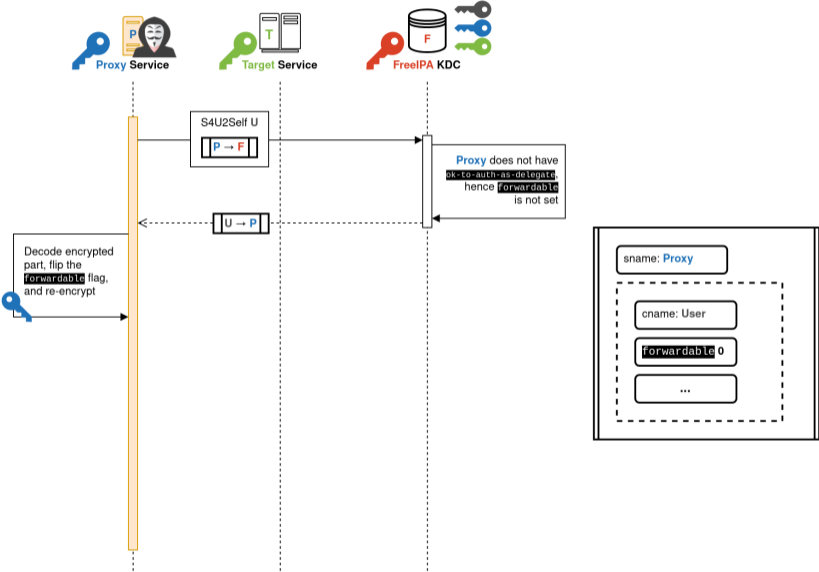 P
T
F
Proxy Service
Target Service
FreeIPA KDC
S4U2Self U
P → F
Proxy does not have
ok-to-auth-as-delegate,
hence forwardable
is not set
U → P
Decode encrypted
part, flip the
forwardable flag,
and re-encrypt
sname: Proxy
cname: User
forwardable 0
...